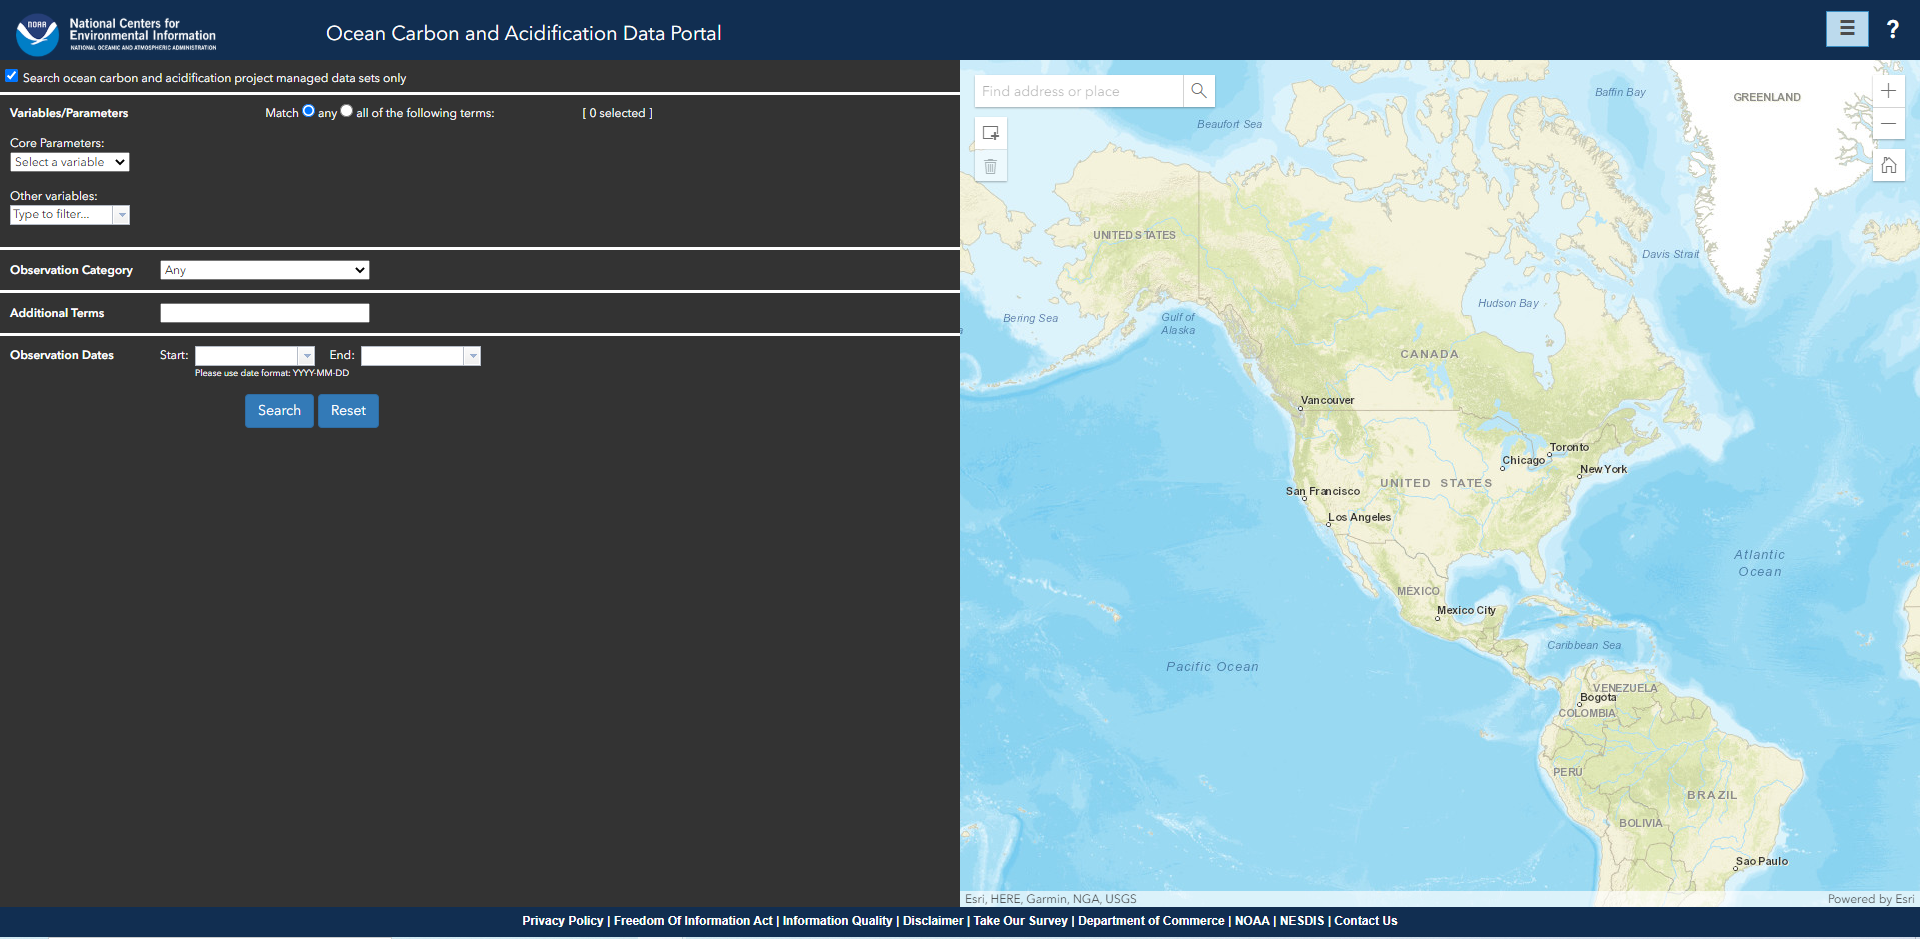 NOAA
National Centers for
Environmental Information
NATIONAL OCEANIC AND ATMOSPHERIC ADMINISTRATION
Ocean Carbon and Acidification Data Portal
☰ ?
Search ocean carbon and acidification project managed data sets only
Variables/Parameters
Match any all of the following terms:
[ 0 selected ]
Core Parameters:
Select a variable
Other variables:
Type to filter...
Observation Category
Any
Additional Terms
Observation Dates
Start:
End:
Please use date format: YYYY-MM-DD
Search
Reset
Find address or place
Baffin Bay
GREENLAND
Beaufort Sea
UNITED STATES
Davis Strait
Hudson Bay
Bering Sea
Gulf of
Alaska
CANADA
Vancouver
Toronto
Chicago
New York
UNITED STATES
San Francisco
Los Angeles
Atlantic
Ocean
MÉXICO
Mexico City
Caribbean Sea
Pacific Ocean
VENEZUELA
Bogota
COLOMBIA
PERU
BRAZIL
BOLIVIA
Sao Paulo
Esri, HERE, Garmin, NGA, USGS
Powered by Esri
Privacy Policy | Freedom Of Information Act | Information Quality | Disclaimer | Take Our Survey | Department of Commerce | NOAA | NESDIS | Contact Us